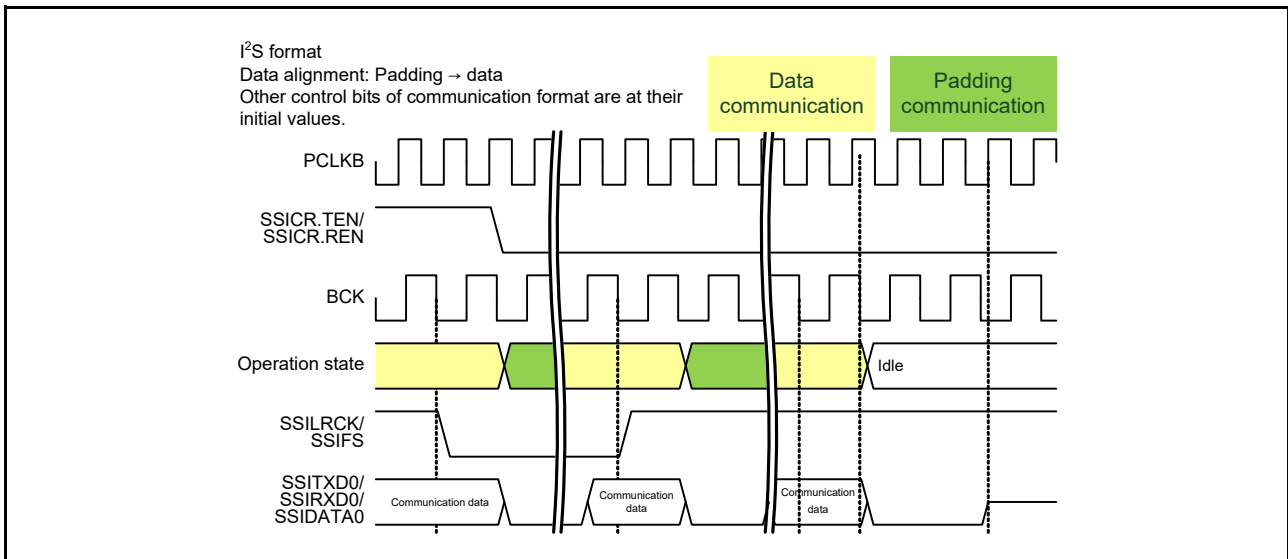 I²S format
Data alignment: Padding → data
Other control bits of communication format are at their
initial values.
Data
communication
Padding
communication
PCLKB
SSICR.TEN/
SSICR.REN
BCK
Operation state
Idle
SSILRCK/
SSIFS
SSITXD0/
SSIRXD0/
SSIDATA0
Communication data
Communication
data
Communication
data